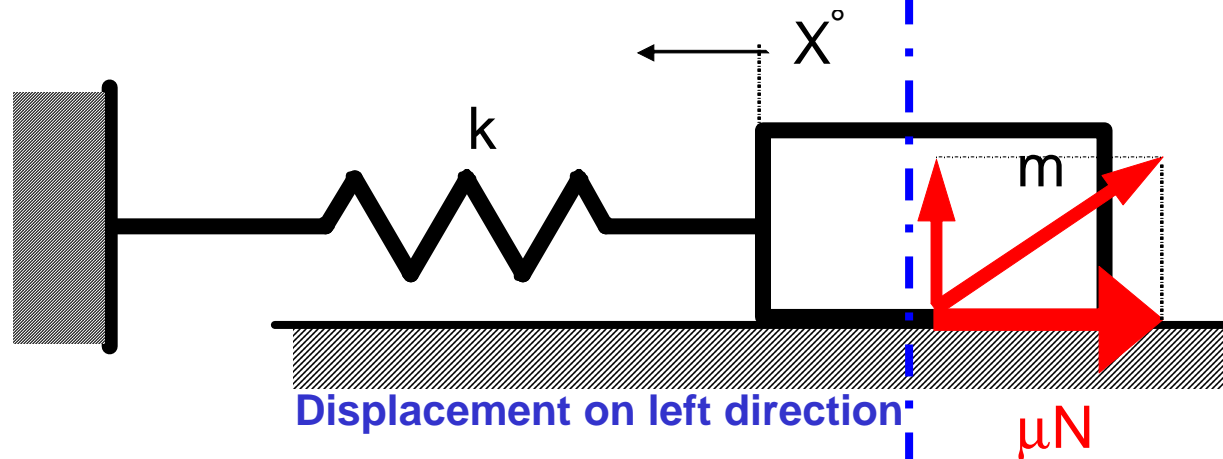 X°
k
m
Displacement on left direction
μN